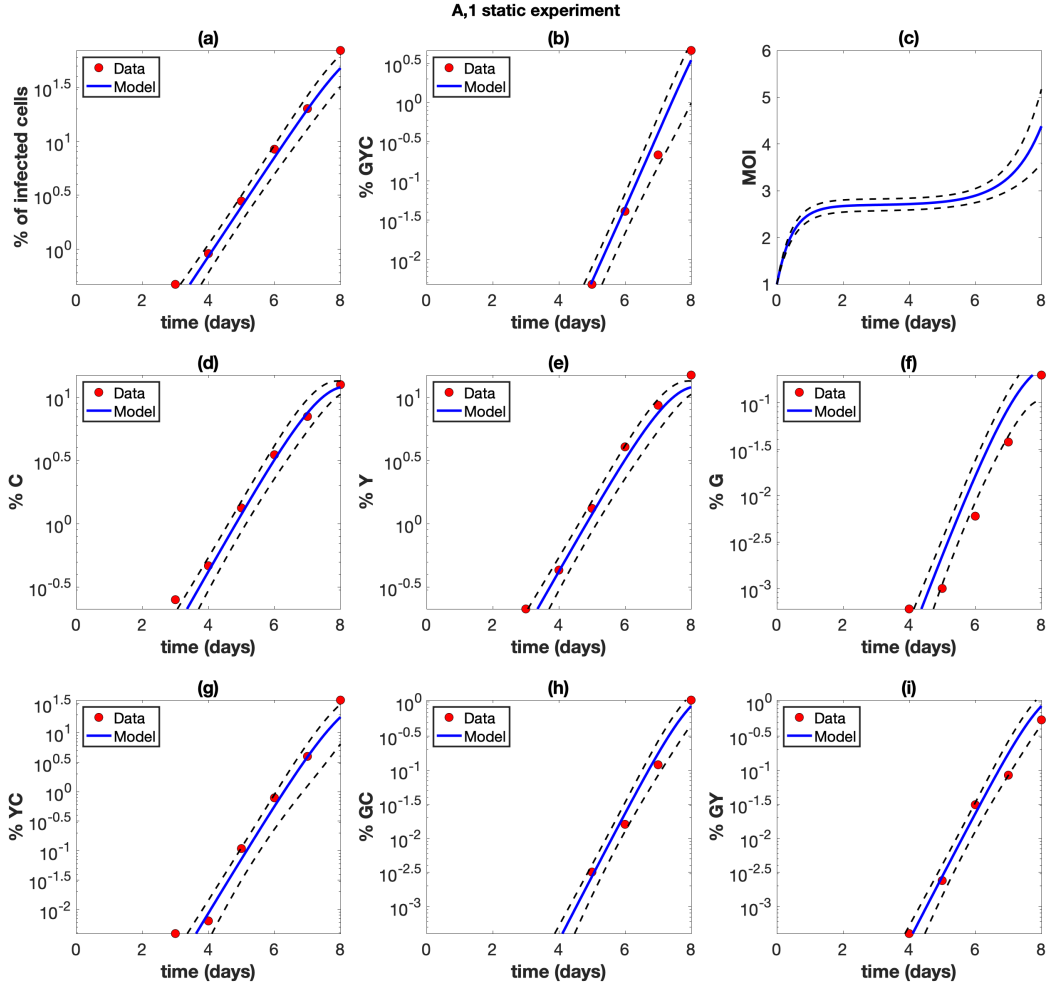 A,1 static experiment
(a)
% of infected cells
10^1.5
10^1
10^0.5
10^0
Data
Model
0 2 4 6 8
time (days)
(b)
% GYC
10^0.5
10^0
10^-0.5
10^-1
10^-1.5
10^-2
Data
Model
0 2 4 6 8
time (days)
(c)
MOI
6
5
4
3
2
1
0 2 4 6 8
time (days)
(d)
% C
10^1
10^0.5
10^0
10^-0.5
Data
Model
0 2 4 6 8
time (days)
(e)
% Y
10^1
10^0.5
10^0
10^-0.5
Data
Model
0 2 4 6 8
time (days)
(f)
% G
10^-1
10^-1.5
10^-2
10^-2.5
10^-3
Data
Model
0 2 4 6 8
time (days)
(g)
% YC
10^1.5
10^1
10^0.5
10^0
10^-0.5
10^-1
10^-1.5
10^-2
Data
Model
0 2 4 6 8
time (days)
(h)
% GC
10^0
10^-0.5
10^-1
10^-1.5
10^-2
10^-2.5
10^-3
Data
Model
0 2 4 6 8
time (days)
(i)
% GY
10^0
10^-0.5
10^-1
10^-1.5
10^-2
10^-2.5
10^-3
Data
Model
0 2 4 6 8
time (days)